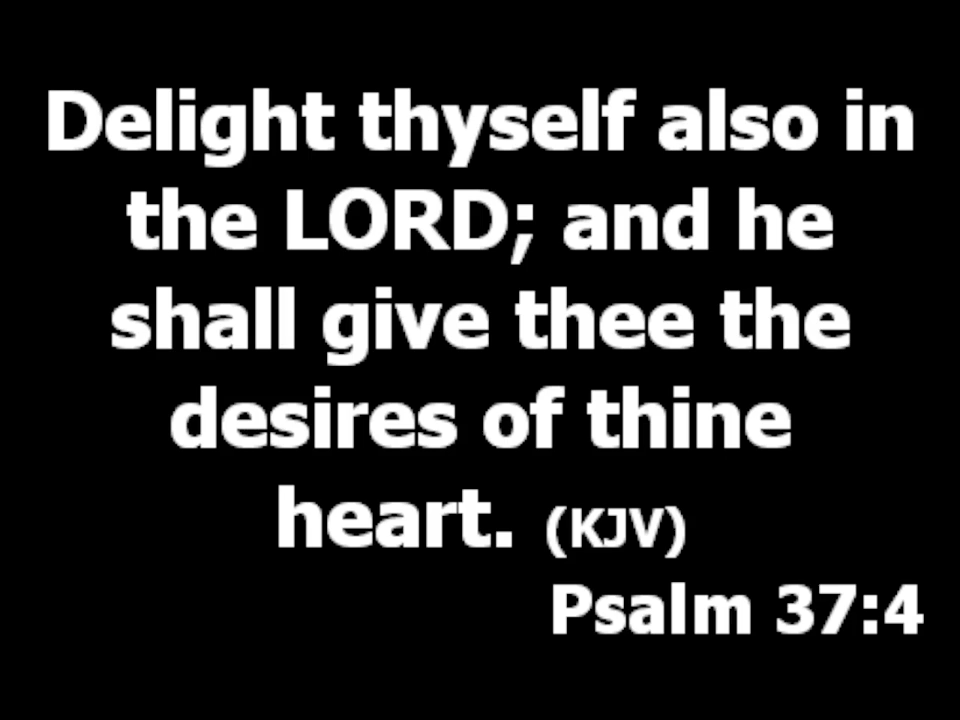 Delight thyself also in
the LORD; and he
shall give thee the
desires of thine
heart. (KJV)
Psalm 37:4